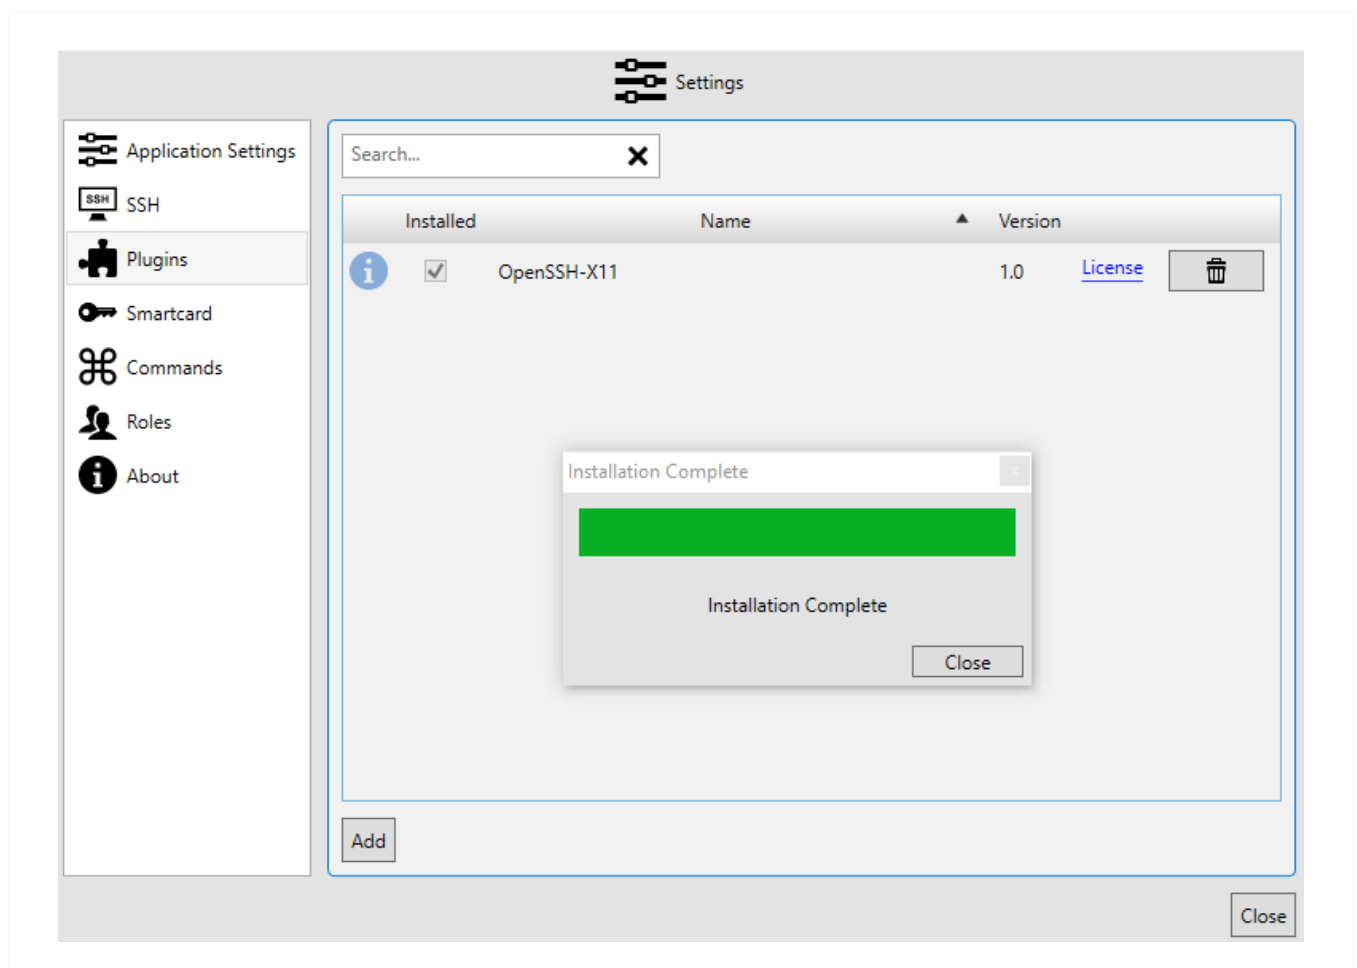 Settings
Application Settings
SSH
SSH
Plugins
Smartcard
Commands
Roles
About
Search...
Installed Name Version
OpenSSH-X11 1.0 License
Installation Complete
x
Installation Complete
Close
Add
Close